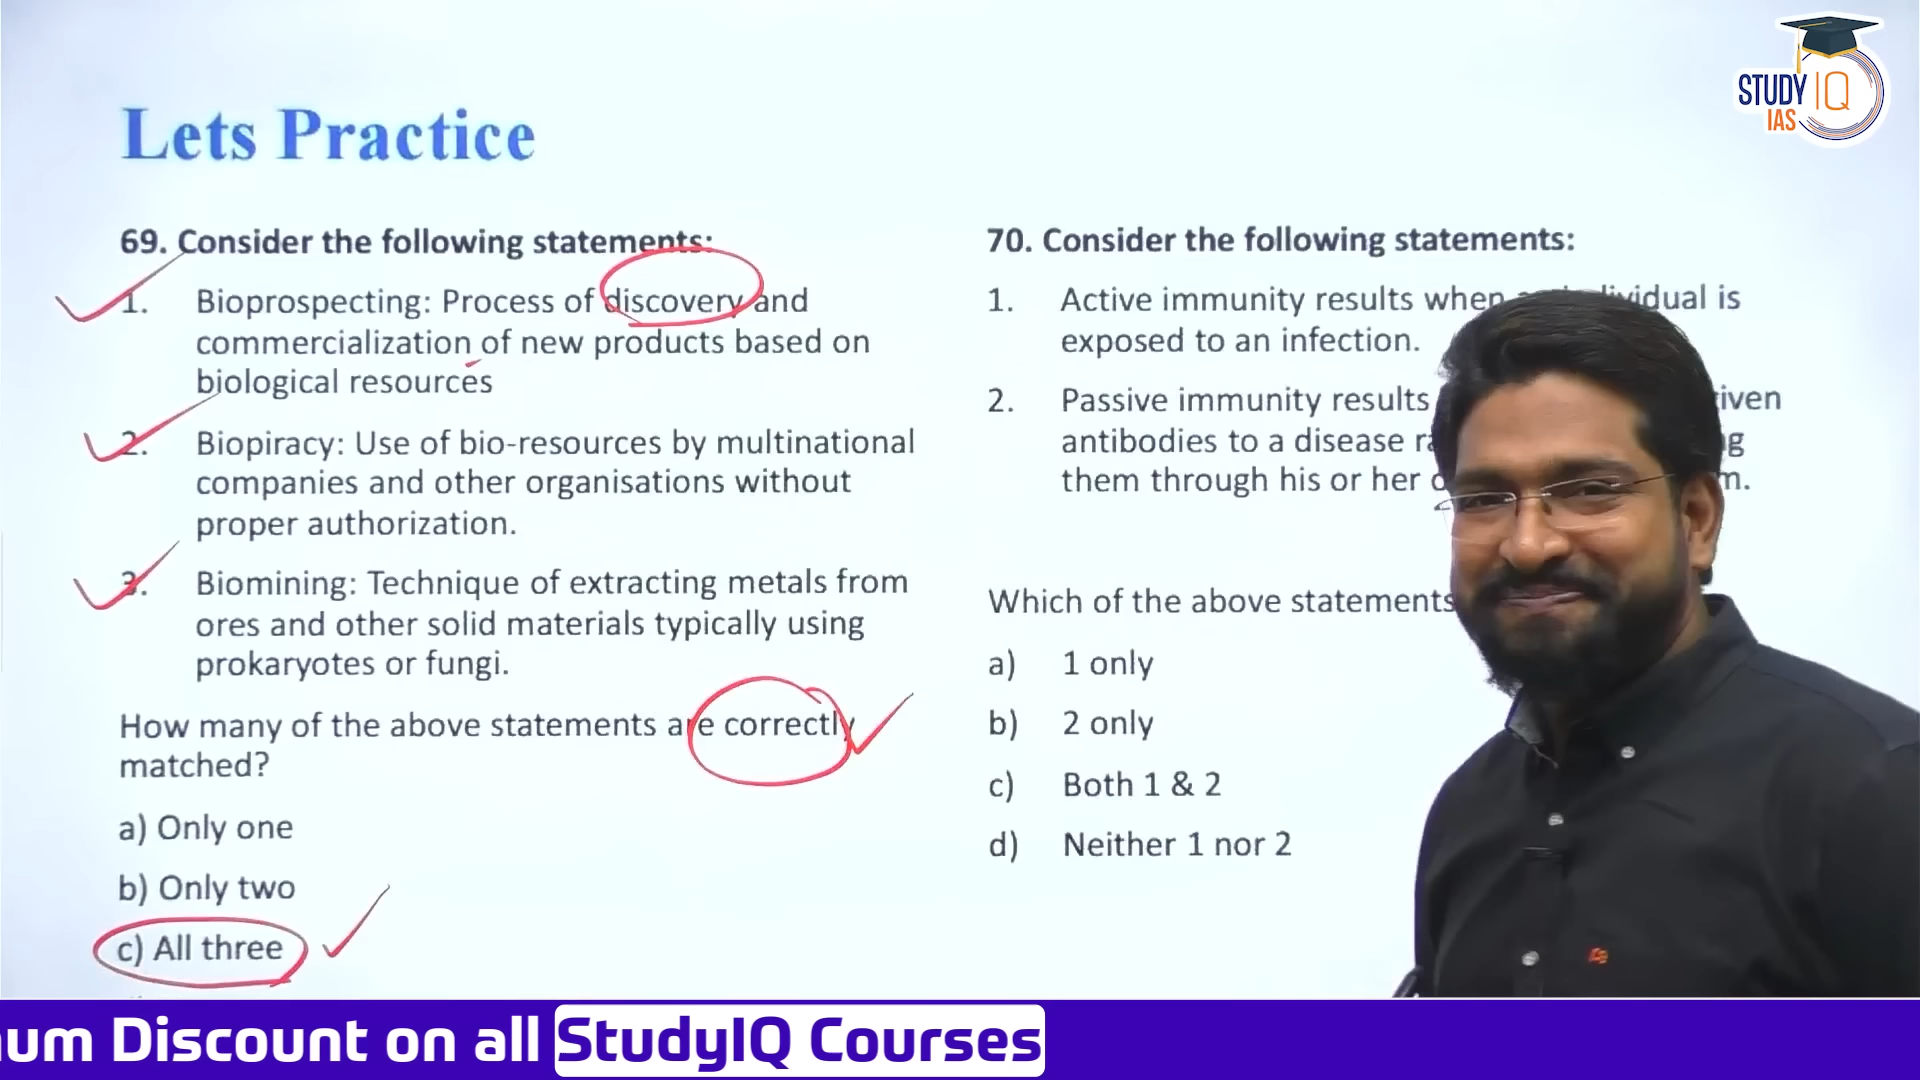 STUDY IQ
IAS
Lets Practice
69. Consider the following statements:
1. Bioprospecting: Process of discovery and
commercialization of new products based on
biological resources
2. Biopiracy: Use of bio-resources by multinational
companies and other organisations without
proper authorization.
3. Biomining: Technique of extracting metals from
ores and other solid materials typically using
prokaryotes or fungi.
How many of the above statements are correctly
matched?
a) Only one
b) Only two
c) All three
70. Consider the following statements:
1. Active immunity results when individual is
exposed to an infection.
2. Passive immunity results
antibodies to a disease
them through his or her
Which of the above statements
a) 1 only
b) 2 only
c) Both 1 & 2
d) Neither 1 nor 2
Discount on all StudyIQ Courses